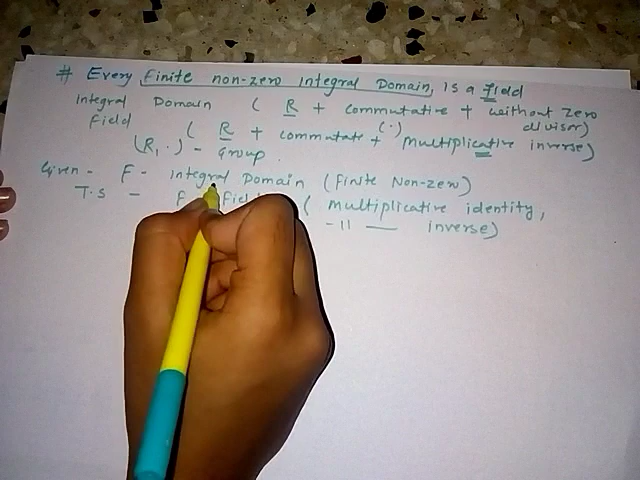 # Every finite non-zero integral Domain, is a field
Integral Domain ( R + commutative + without zero divisor)
field ( R + commutate + (.) multiplicative inverse)
(R, .) - Group .
Given - F - Integral Domain (Finite Non-zero)
T.S - F ( multiplicative identity,
-11 — inverse)